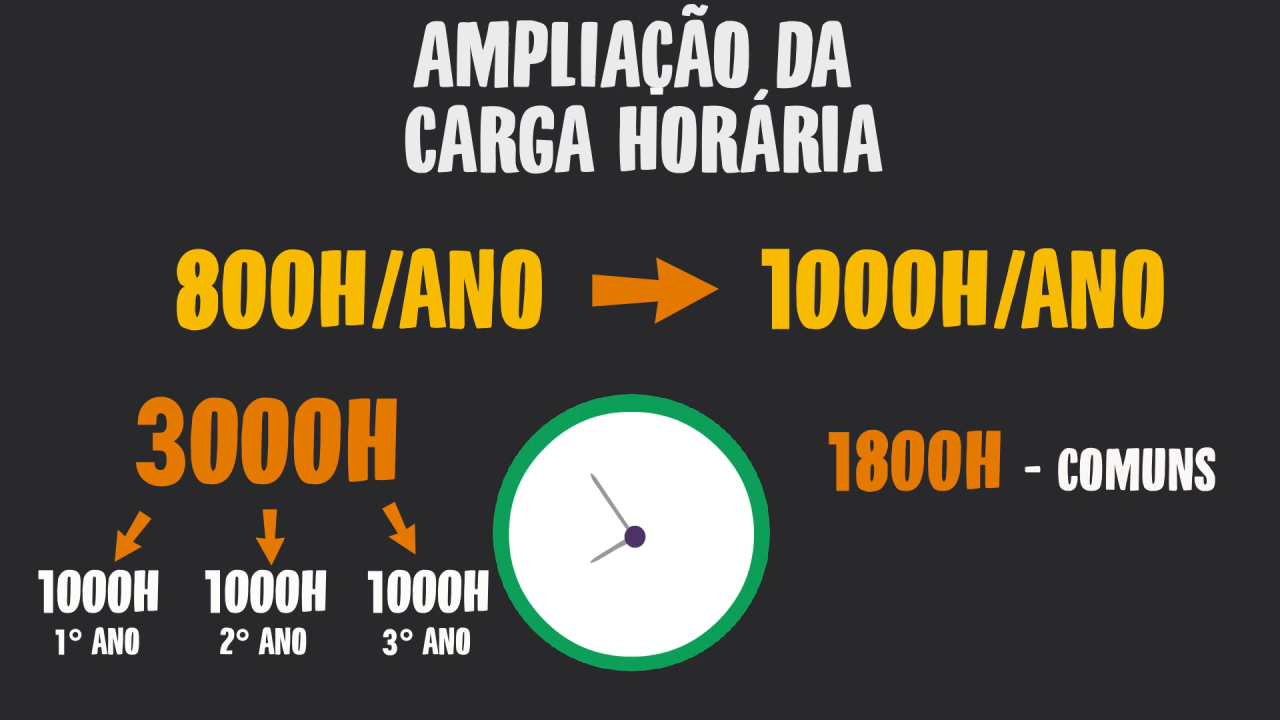 AMPLIAÇÃO DA
CARGA HORÁRIA
800H/ANO 1000H/ANO
3000H
1800H - COMUNS
1000H 1000H 1000H
1° ANO 2° ANO 3° ANO